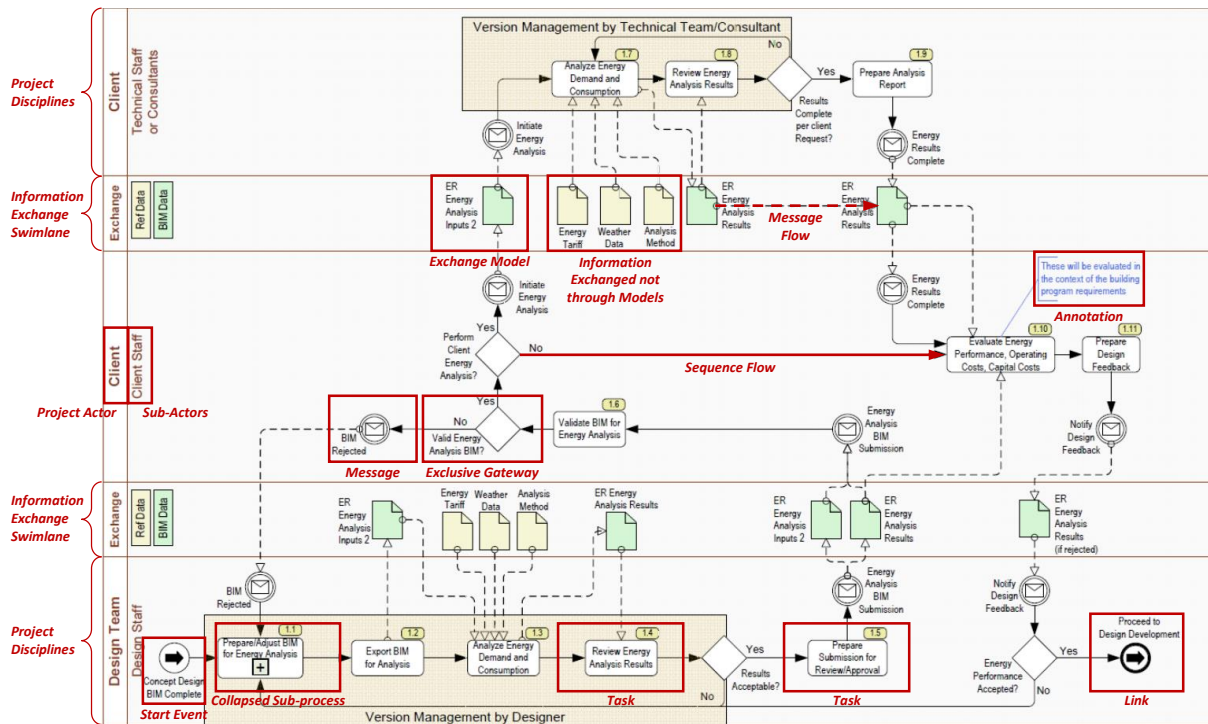 Project
Disciplines
Client
Technical Staff
or Consultants
Version Management by Technical Team/Consultant
No
1.7
Analyze Energy
Demand and
Consumption
1.8
Review Energy
Analysis Results
Yes
Results
Complete
per client
Request?
1.9
Prepare Analysis
Report
Initiate
Energy
Analysis
Energy
Results
Complete
Information
Exchange
Swimlane
Exchange
Ref Data
BIM Data
ER
Energy
Analysis
Inputs 2
Exchange Model
Energy
Tariff
Weather
Data
Analysis
Method
Information
Exchanged not
through Models
ER
Energy
Analysis
Results
Message
Flow
ER
Energy
Analysis
Results
Client
Client Staff
Project Actor
Sub-Actors
Initiate
Energy
Analysis
Yes
Perform
Client
Energy
Analysis?
No
Sequence Flow
Energy
Results
Complete
These will be evaluated in
the context of the building
program requirements
Annotation
1.10
Evaluate Energy
Performance, Operating
Costs, Capital Costs
1.11
Prepare
Design
Feedback
Notify
Design
Feedback
BIM
Rejected
Message
Yes
No
Valid Energy
Analysis BIM?
Exclusive Gateway
1.6
Validate BIM for
Energy Analysis
Energy
Analysis
BIM
Submission
Information
Exchange
Swimlane
Exchange
Ref Data
BIM Data
ER
Energy
Analysis
Inputs 2
Energy
Tariff
Weather
Data
Analysis
Method
ER Energy
Analysis Results
ER
Energy
Analysis
Inputs 2
ER
Energy
Analysis
Results
ER
Energy
Analysis
Results
(if rejected)
Project
Disciplines
Design Team
Design Staff
BIM
Rejected
Concept Design
BIM Complete
Start Event
1.1
Prepare/Adjust BIM
for Energy Analysis
Collapsed Sub-process
1.2
Export BIM
for Analysis
1.3
Analyze Energy
Demand and
Consumption
1.4
Review Energy
Analysis Results
Task
Yes
Results
Acceptable?
No
Version Management by Designer
Energy
Analysis
BIM
Submission
1.5
Prepare
Submission for
Review/Approval
Task
Notify
Design
Feedback
Energy
Performance
Accepted?
Yes
No
Proceed to
Design Development
Link